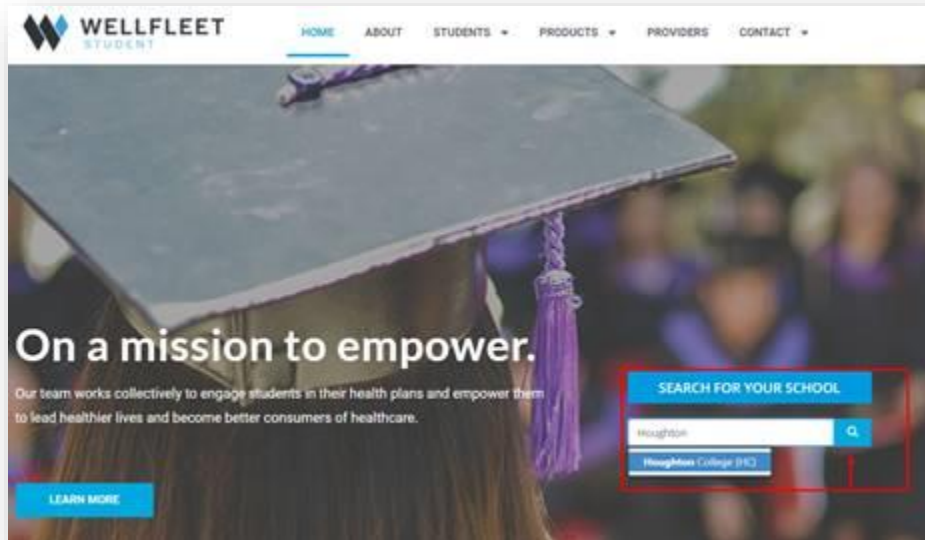 WELLFLEET
STUDENT
HOME ABOUT STUDENTS PRODUCTS PROVIDERS CONTACT
On a mission to empower.
Our team works collectively to engage students in their health plans and empower them
to lead healthier lives and become better consumers of healthcare.
LEARN MORE
SEARCH FOR YOUR SCHOOL
Houghton
Houghton College (HC)